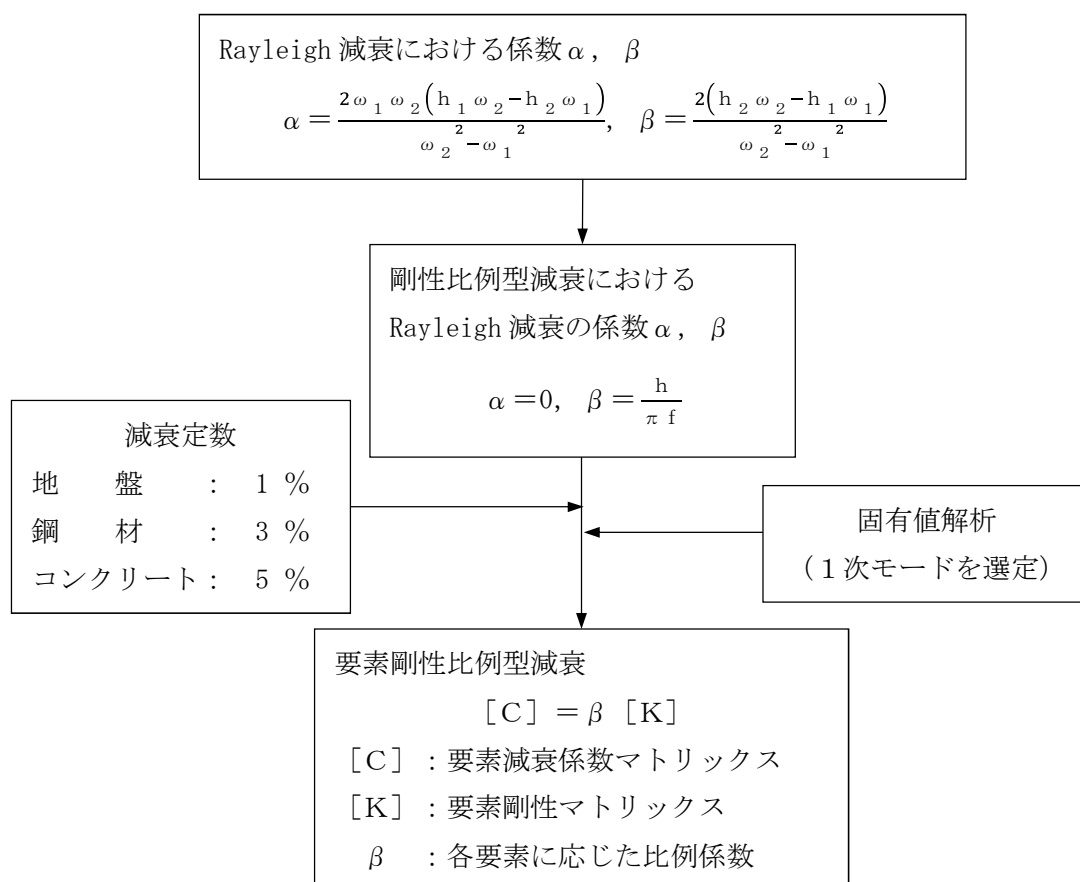 Rayleigh 減衰における係数α, β
α＝2ω₁ω₂(h₁ω₂−h₂ω₁)/(ω₂²−ω₁²), β＝2(h₂ω₂−h₁ω₁)/(ω₂²−ω₁²)
剛性比例型減衰における
Rayleigh 減衰の係数α, β
α＝0, β＝h/(π f)
減衰定数
地　盤 : 1 %
鋼　材 : 3 %
コンクリート: 5 %
固有値解析
（１次モードを選定）
要素剛性比例型減衰
［C］＝β［K］
［C］：要素減衰係数マトリックス
［K］：要素剛性マトリックス
β ：各要素に応じた比例係数